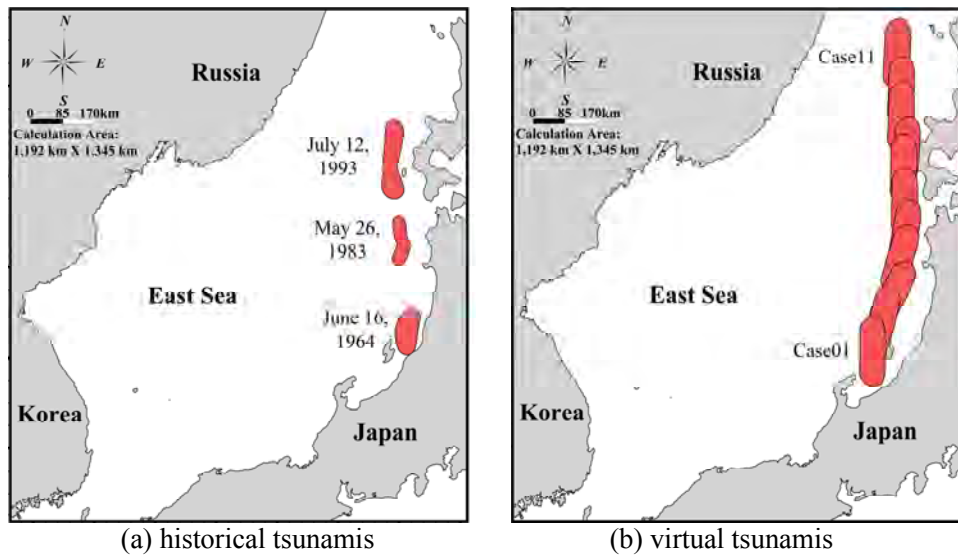 N
W E
S
0 85 170km
Calculation Area:
1,192 km X 1,345 km
Russia
July 12,
1993
May 26,
1983
East Sea
June 16,
1964
Korea
Japan
(a) historical tsunamis
N
W E
S
0 85 170km
Calculation Area:
1,192 km X 1,345 km
Case11
Russia
East Sea
Case01
Korea
Japan
(b) virtual tsunamis